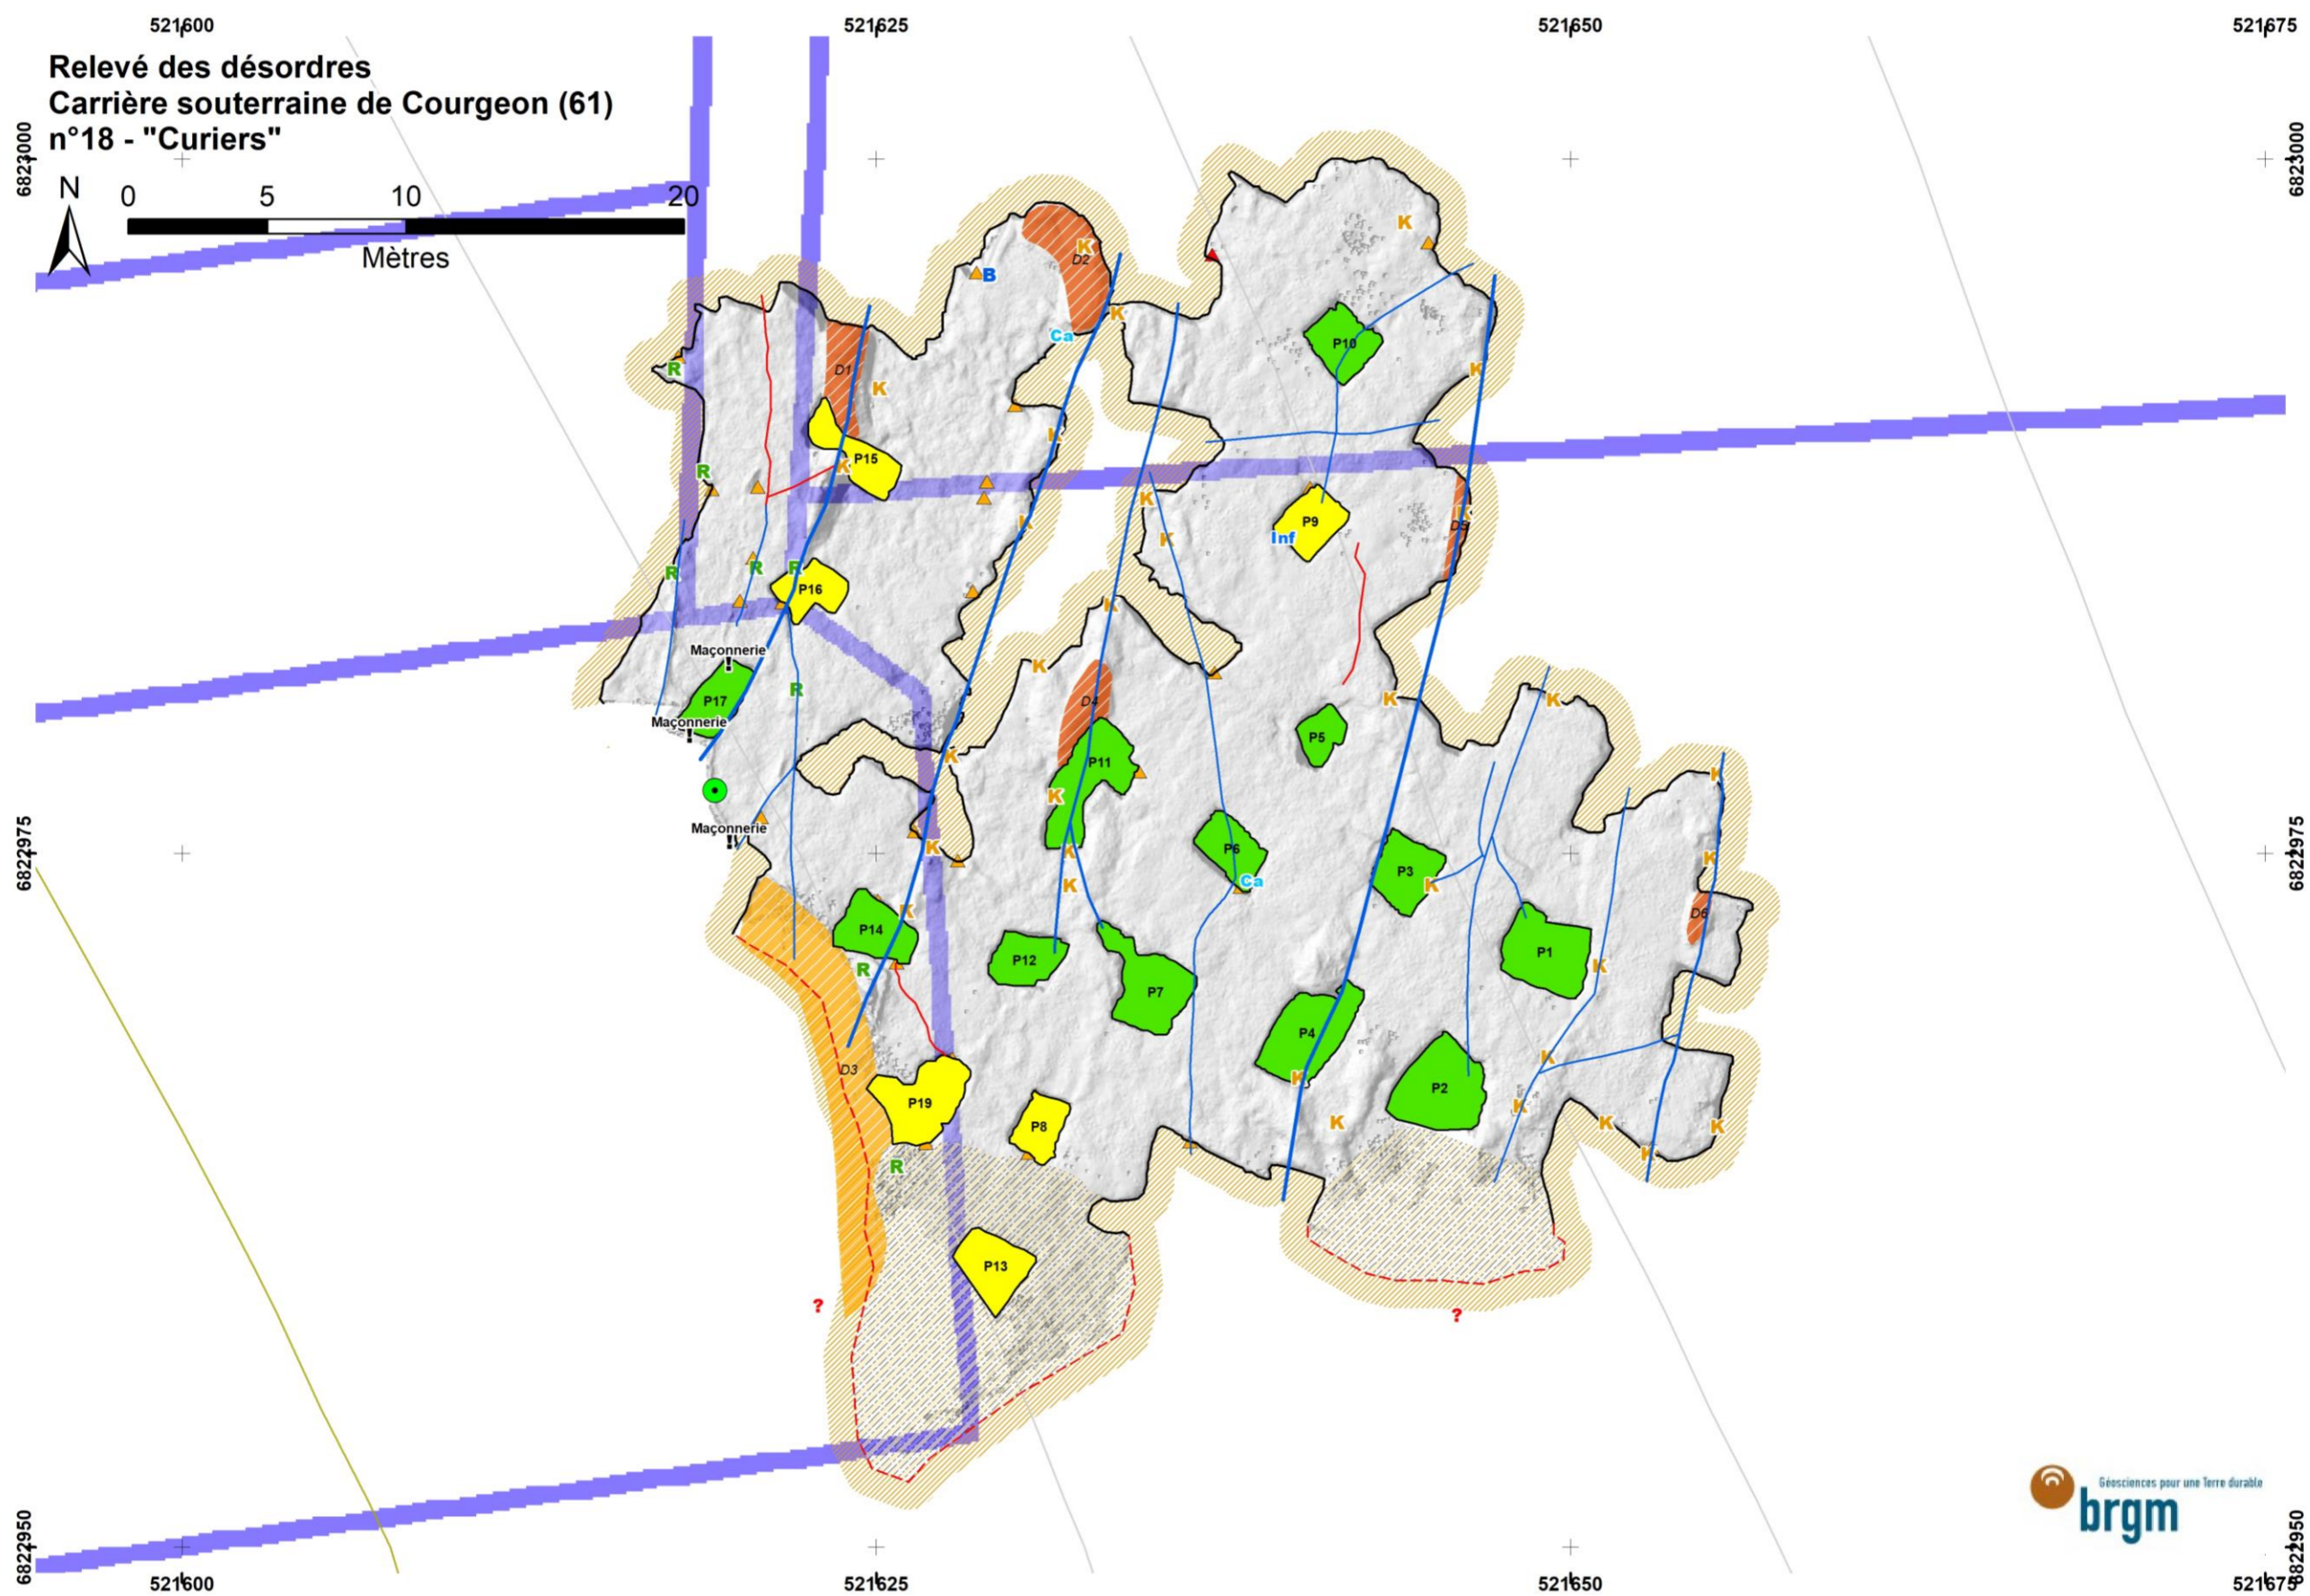 521600 521625 521650 521675
Relevé des désordres
Carrière souterraine de Courgeon (61)
n°18 - "Curiers"
6823000 6823000
N
0 5 10 20
Mètres
K
K
D2
B
K
Ca
P10
D1
R
K
K
K
R
P15
K
K
K
P9
D5
Inf
K
R
R
R
P16
K
Maçonnerie
!
K
R
P17
D4
K
K
Maçonnerie
!
P5
K
P11
K
K
Maçonnerie
!
K
K
P6
K
6822975 6822975
Ca
P3
K
K
K
P14
D6
R
P12
P1
K
P7
P4
K
D3
K
P2
P19
K
P8
K
K
K
K
R
P13
?
?
Géosciences pour une Terre durable
brgm
6822950 6822950
521600 521625 521650 521675